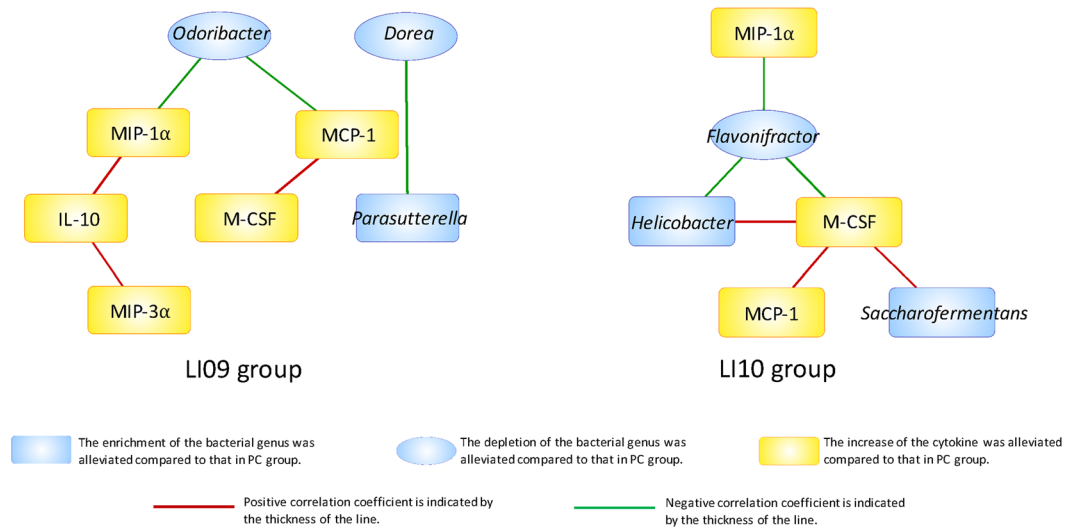 Odoribacter
Dorea
MIP-1α
MCP-1
IL-10
M-CSF
Parasutterella
MIP-3α
LI09 group
MIP-1α
Flavonifractor
Helicobacter
M-CSF
MCP-1
Saccharofermentans
LI10 group
The enrichment of the bacterial genus was
alleviated compared to that in PC group.
The depletion of the bacterial genus was
alleviated compared to that in PC group.
The increase of the cytokine was alleviated
compared to that in PC group.
Positive correlation coefficient is indicated by
the thickness of the line.
Negative correlation coefficient is indicated
by the thickness of the line.